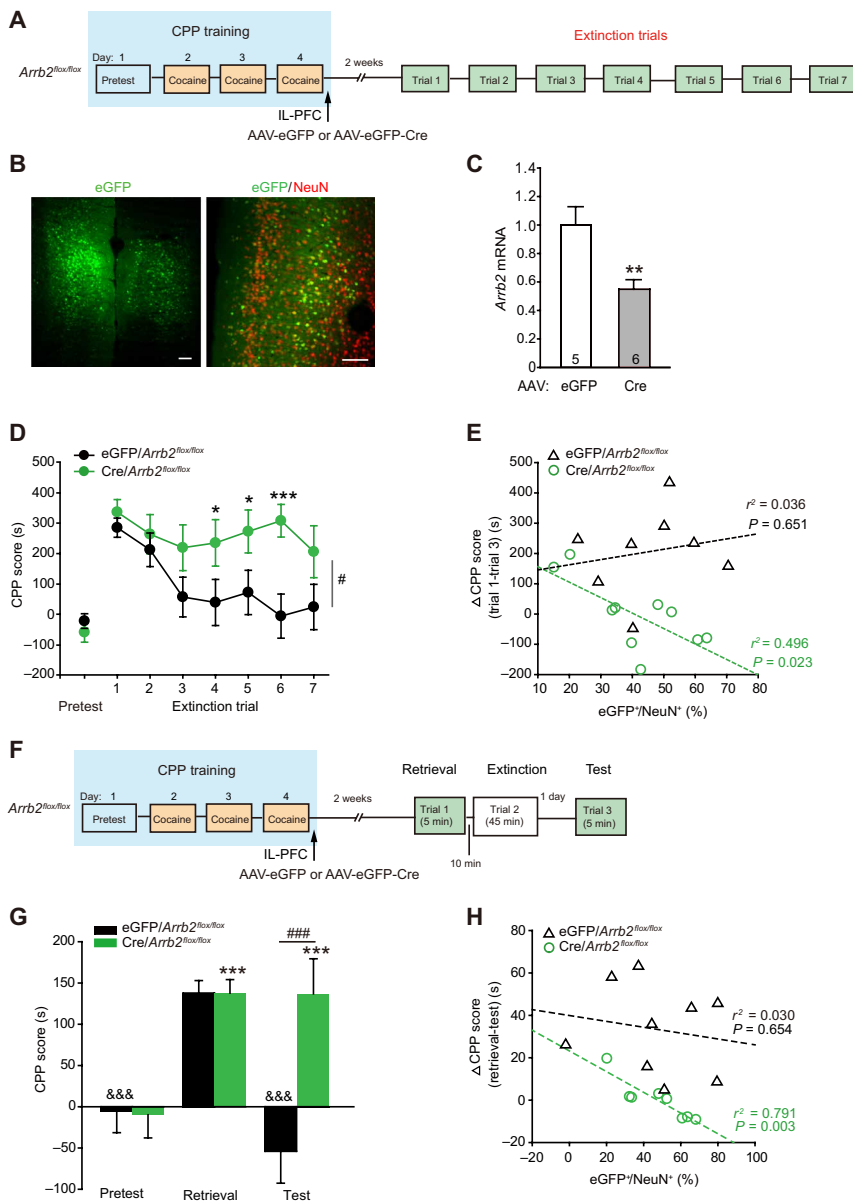 A
CPP training
Extinction trials
Day: 1 2 3 4
2 weeks
Arrb2flox/flox
Pretest Cocaine Cocaine Cocaine Trial 1 Trial 2 Trial 3 Trial 4 Trial 5 Trial 6 Trial 7
IL-PFC
AAV-eGFP or AAV-eGFP-Cre
B
eGFP
eGFP/NeuN
C
1.4
1.2
1.0
0.8
0.6
0.4
0.2
0
Arrb2 mRNA
**
5 6
AAV: eGFP Cre
D
eGFP/Arrb2flox/flox
Cre/Arrb2flox/flox
500
400
300
200
100
0
–100
–200
CPP score (s)
* * ***
#
1 2 3 4 5 6 7
Pretest Extinction trial
E
eGFP/Arrb2flox/flox
Cre/Arrb2flox/flox
500
400
300
200
100
0
–100
–200
Δ CPP score
(trial 1-trial 3) (s)
r2 = 0.036
P = 0.651
r2 = 0.496
P = 0.023
10 20 30 40 50 60 70 80
eGFP+/NeuN+ (%)
F
CPP training
Retrieval Extinction Test
Day: 1 2 3 4
2 weeks
1 day
Arrb2flox/flox
Pretest Cocaine Cocaine Cocaine
Trial 1
(5 min)
Trial 2
(45 min)
Trial 3
(5 min)
10 min
IL-PFC
AAV-eGFP or AAV-eGFP-Cre
G
eGFP/Arrb2flox/flox
Cre/Arrb2flox/flox
200
150
100
50
0
–50
–100
CPP score (s)
###
*** ***
&&& &&&
Pretest Retrieval Test
H
eGFP/Arrb2flox/flox
Cre/Arrb2flox/flox
80
60
40
20
0
–20
Δ CPP score
(retrieval-test) (s)
r2 = 0.030
P = 0.654
r2 = 0.791
P = 0.003
–20 0 20 40 60 80 100
eGFP+/NeuN+ (%)